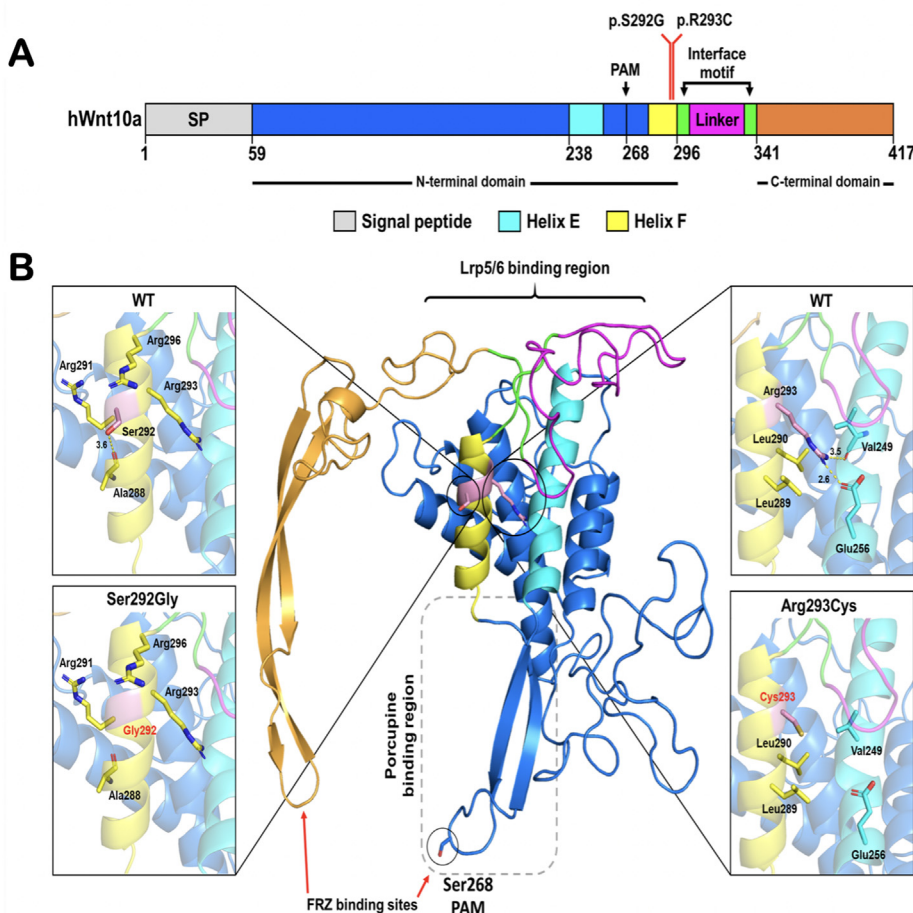 A
p.S292G p.R293C
PAM
Interface
motif
hWnt10a
SP
Linker
1 59 238 268 296 341 417
N-terminal domain
C-terminal domain
Signal peptide Helix E Helix F
B
Lrp5/6 binding region
WT
Arg296
Arg291
Arg293
Ser292
3.6
Ala288
Ser292Gly
Arg296
Arg291
Arg293
Gly292
Ala288
Porcupine
binding region
FRZ binding sites
Ser268
PAM
WT
Arg293
Leu290
3.5
Val249
2.6
Leu289
Glu256
Arg293Cys
Cys293
Leu290
Val249
Leu289
Glu256